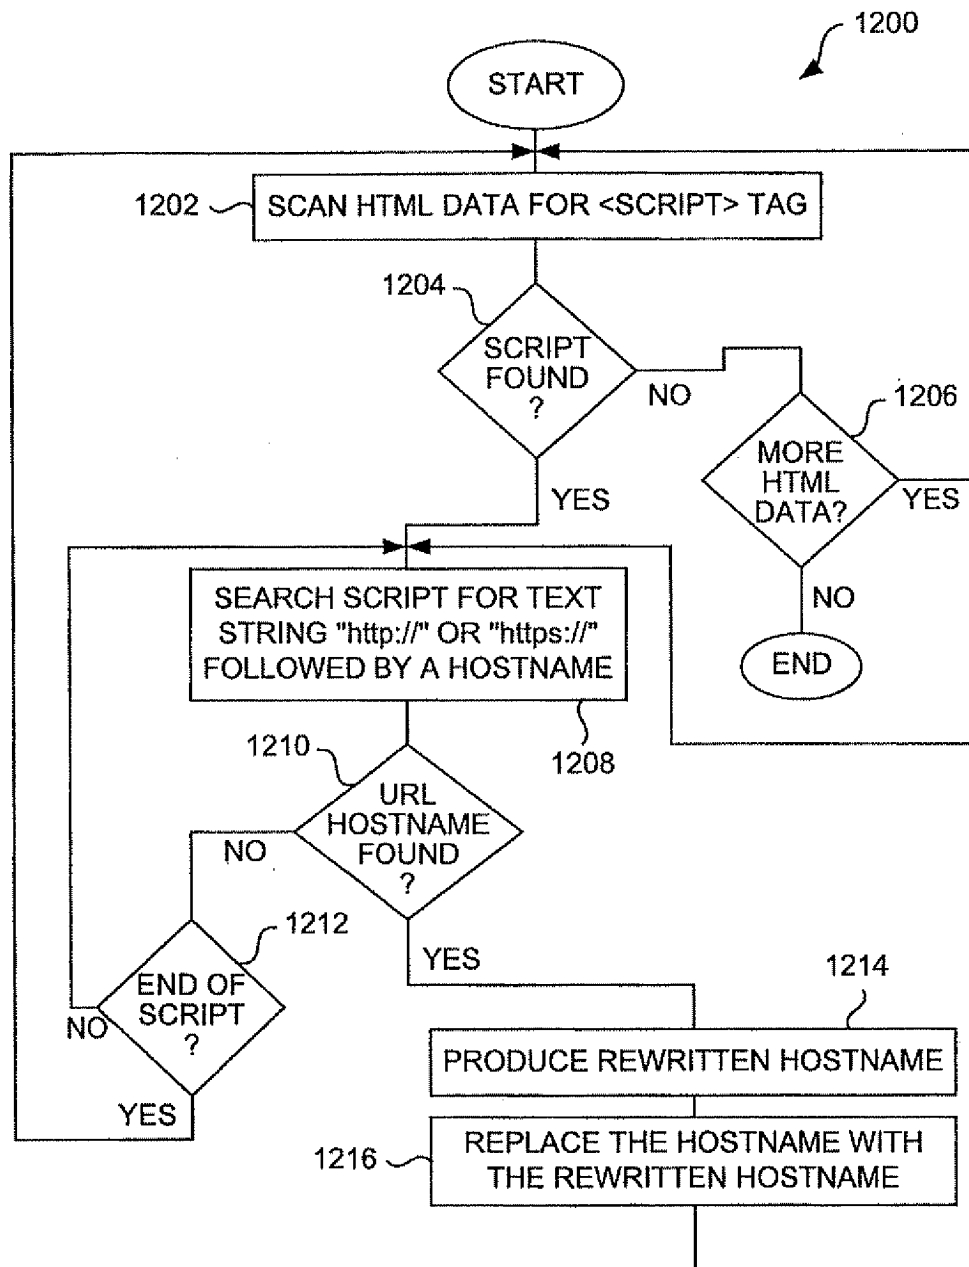 1200
START
1202
SCAN HTML DATA FOR <SCRIPT> TAG
1204
SCRIPT
FOUND
?
NO
YES
1206
MORE
HTML
DATA?
YES
NO
END
SEARCH SCRIPT FOR TEXT
STRING "http://" OR "https://"
FOLLOWED BY A HOSTNAME
1208
1210
URL
HOSTNAME
FOUND
?
NO
YES
1212
END OF
SCRIPT
?
NO
YES
1214
PRODUCE REWRITTEN HOSTNAME
1216
REPLACE THE HOSTNAME WITH
THE REWRITTEN HOSTNAME